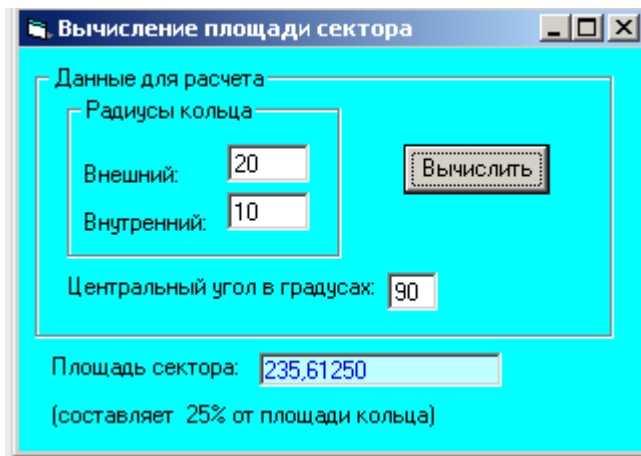 Вычисление площади сектора
Данные для расчета
Радиусы кольца
Внешний: 20
Внутренний: 10
Вычислить
Центральный угол в градусах: 90
Площадь сектора: 235,61250
(составляет 25% от площади кольца)